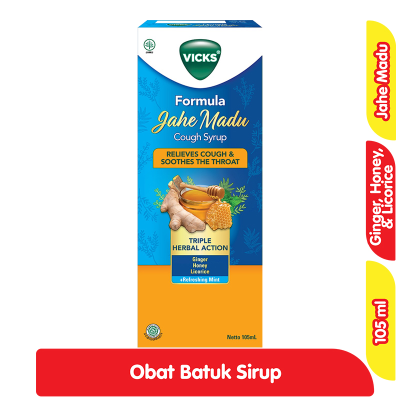 VICKS
Formula
Jahe Madu
Cough Syrup
RELIEVES COUGH &
SOOTHES THE THROAT
TRIPLE
HERBAL ACTION
Ginger
Honey
Licorice
+Refreshing Mint
Netto 105mL
Jahe Madu
Ginger, Honey,
& Licorice
105 ml
Obat Batuk Sirup